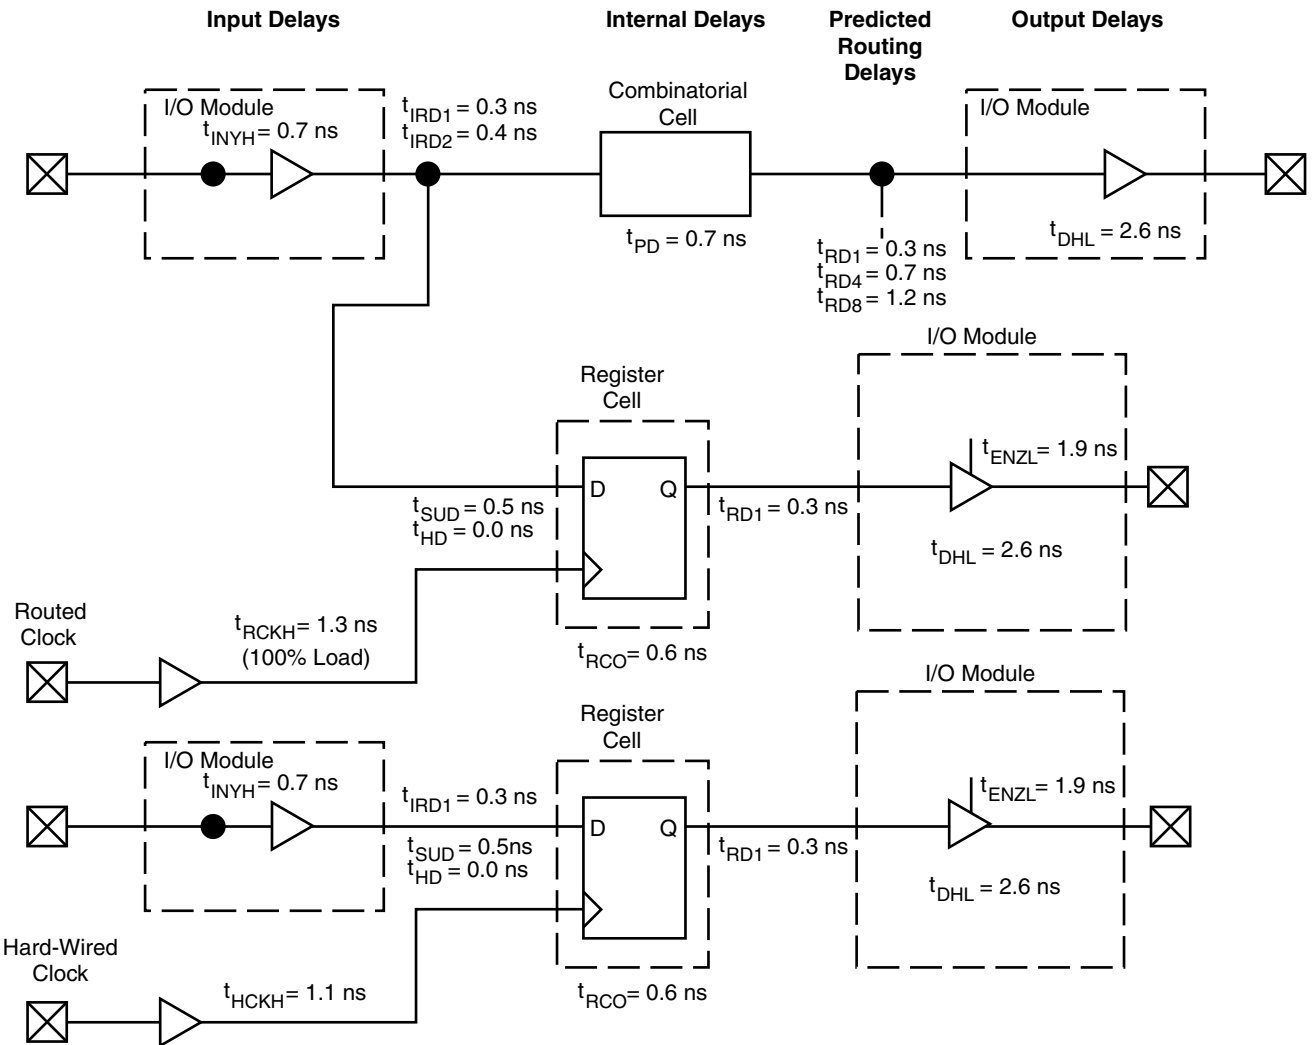 Input Delays
Internal Delays
Predicted
Routing
Delays
Output Delays
I/O Module
tINYH = 0.7 ns
tIRD1 = 0.3 ns
tIRD2 = 0.4 ns
Combinatorial
Cell
tPD = 0.7 ns
tRD1 = 0.3 ns
tRD4 = 0.7 ns
tRD8 = 1.2 ns
I/O Module
tDHL = 2.6 ns
Register
Cell
D
Q
tSUD = 0.5 ns
tHD = 0.0 ns
tRCO = 0.6 ns
tRD1 = 0.3 ns
I/O Module
tENZL = 1.9 ns
tDHL = 2.6 ns
Routed
Clock
tRCKH = 1.3 ns
(100% Load)
I/O Module
tINYH = 0.7 ns
tIRD1 = 0.3 ns
tSUD = 0.5ns
tHD = 0.0 ns
Register
Cell
D
Q
tRCO = 0.6 ns
tRD1 = 0.3 ns
I/O Module
tENZL = 1.9 ns
tDHL = 2.6 ns
Hard-Wired
Clock
tHCKH = 1.1 ns